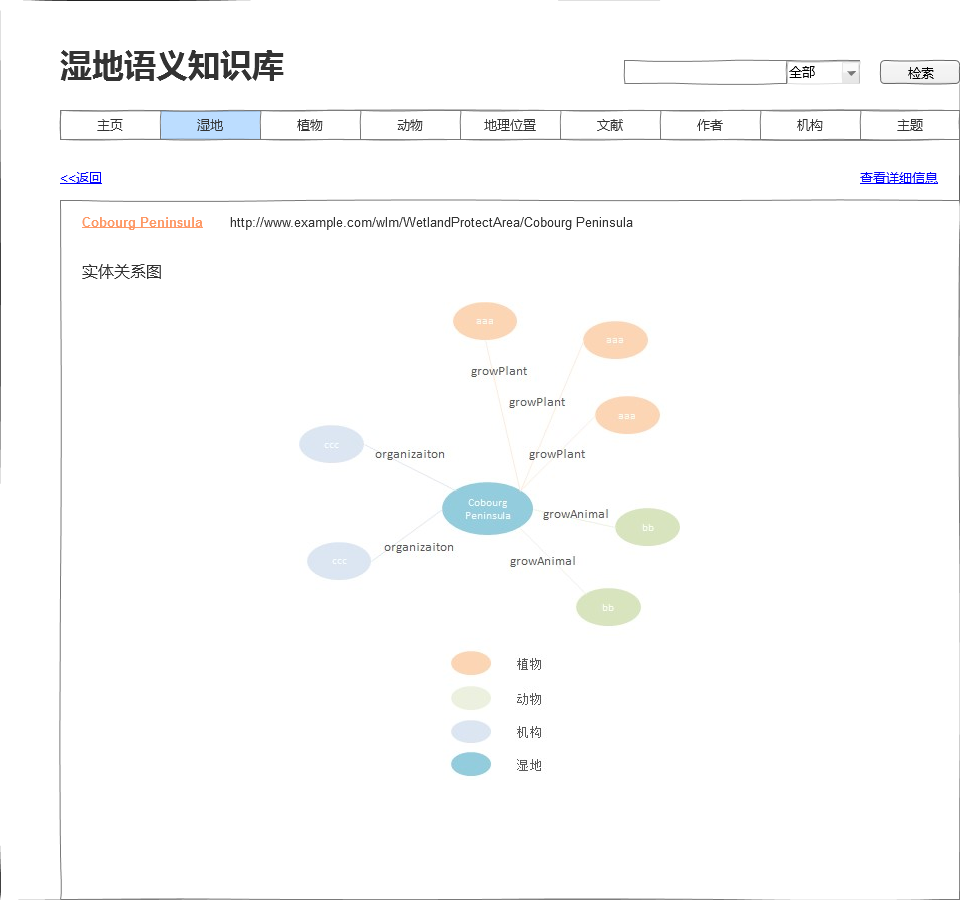 湿地语义知识库
全部
检索
主页 湿地 植物 动物 地理位置 文献 作者 机构 主题
<<返回
查看详细信息
Cobourg Peninsula http://www.example.com/wlm/WetlandProtectArea/Cobourg Peninsula
实体关系图
aaa
aaa
growPlant
growPlant
aaa
ccc
organizaiton
growPlant
Cobourg
Peninsula
growAnimal
bb
organizaiton
ccc
growAnimal
bb
植物
动物
机构
湿地